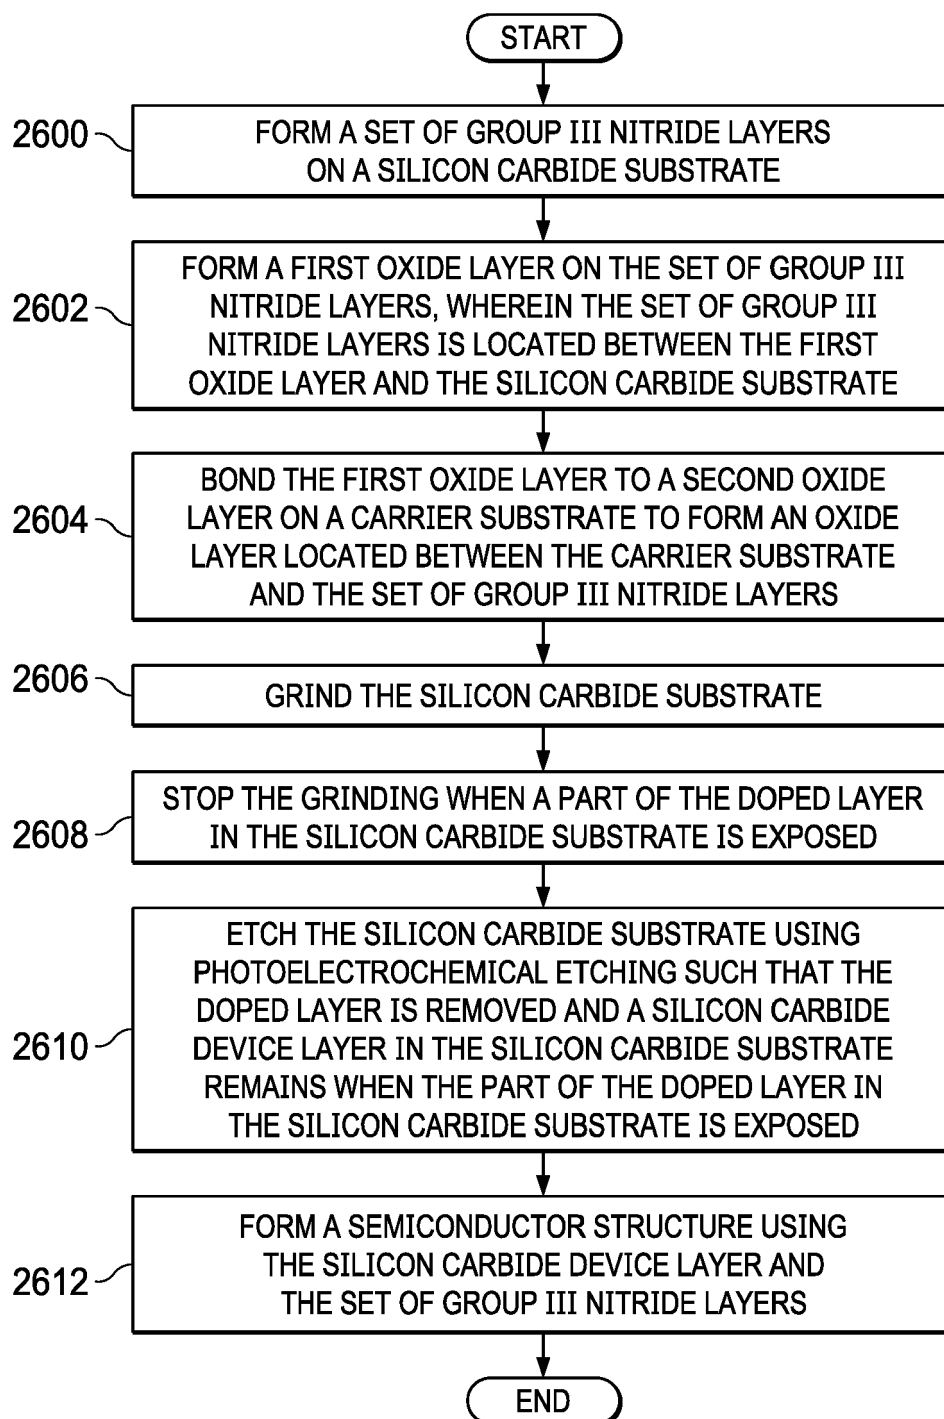 START
2600
FORM A SET OF GROUP III NITRIDE LAYERS
ON A SILICON CARBIDE SUBSTRATE
2602
FORM A FIRST OXIDE LAYER ON THE SET OF GROUP III
NITRIDE LAYERS, WHEREIN THE SET OF GROUP III
NITRIDE LAYERS IS LOCATED BETWEEN THE FIRST
OXIDE LAYER AND THE SILICON CARBIDE SUBSTRATE
2604
BOND THE FIRST OXIDE LAYER TO A SECOND OXIDE
LAYER ON A CARRIER SUBSTRATE TO FORM AN OXIDE
LAYER LOCATED BETWEEN THE CARRIER SUBSTRATE
AND THE SET OF GROUP III NITRIDE LAYERS
2606
GRIND THE SILICON CARBIDE SUBSTRATE
2608
STOP THE GRINDING WHEN A PART OF THE DOPED LAYER
IN THE SILICON CARBIDE SUBSTRATE IS EXPOSED
2610
ETCH THE SILICON CARBIDE SUBSTRATE USING
PHOTOELECTROCHEMICAL ETCHING SUCH THAT THE
DOPED LAYER IS REMOVED AND A SILICON CARBIDE
DEVICE LAYER IN THE SILICON CARBIDE SUBSTRATE
REMAINS WHEN THE PART OF THE DOPED LAYER IN
THE SILICON CARBIDE SUBSTRATE IS EXPOSED
2612
FORM A SEMICONDUCTOR STRUCTURE USING
THE SILICON CARBIDE DEVICE LAYER AND
THE SET OF GROUP III NITRIDE LAYERS
END